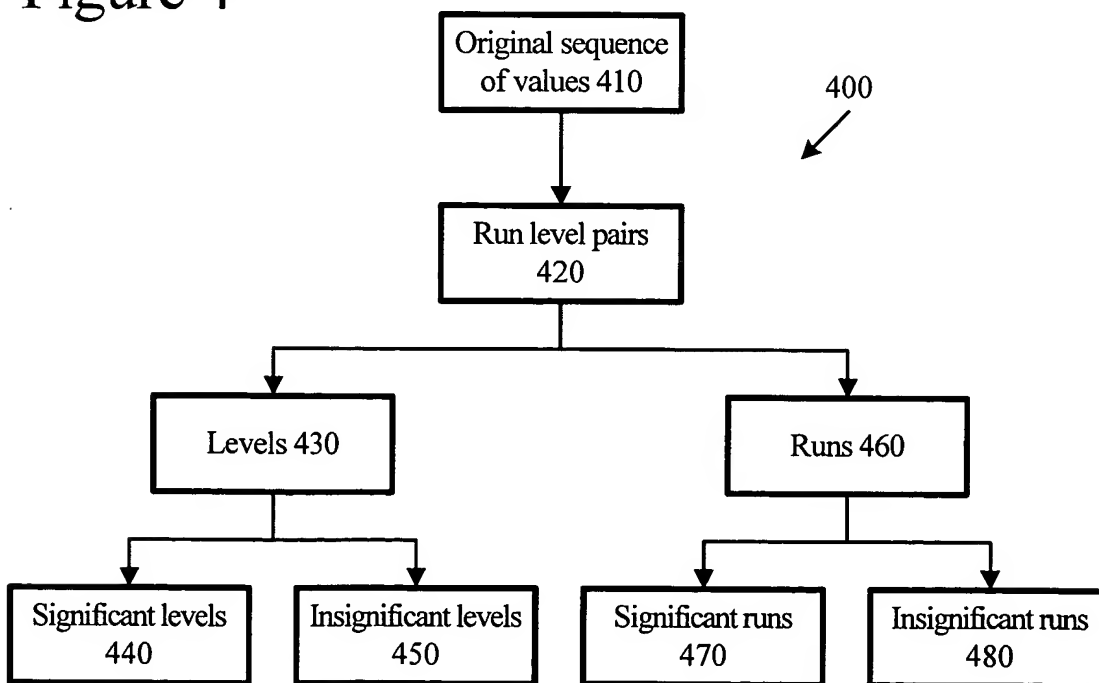 Figure 4
Original sequence
of values 410
400
Run level pairs
420
Levels 430
Runs 460
Significant levels
440
Insignificant levels
450
Significant runs
470
Insignificant runs
480